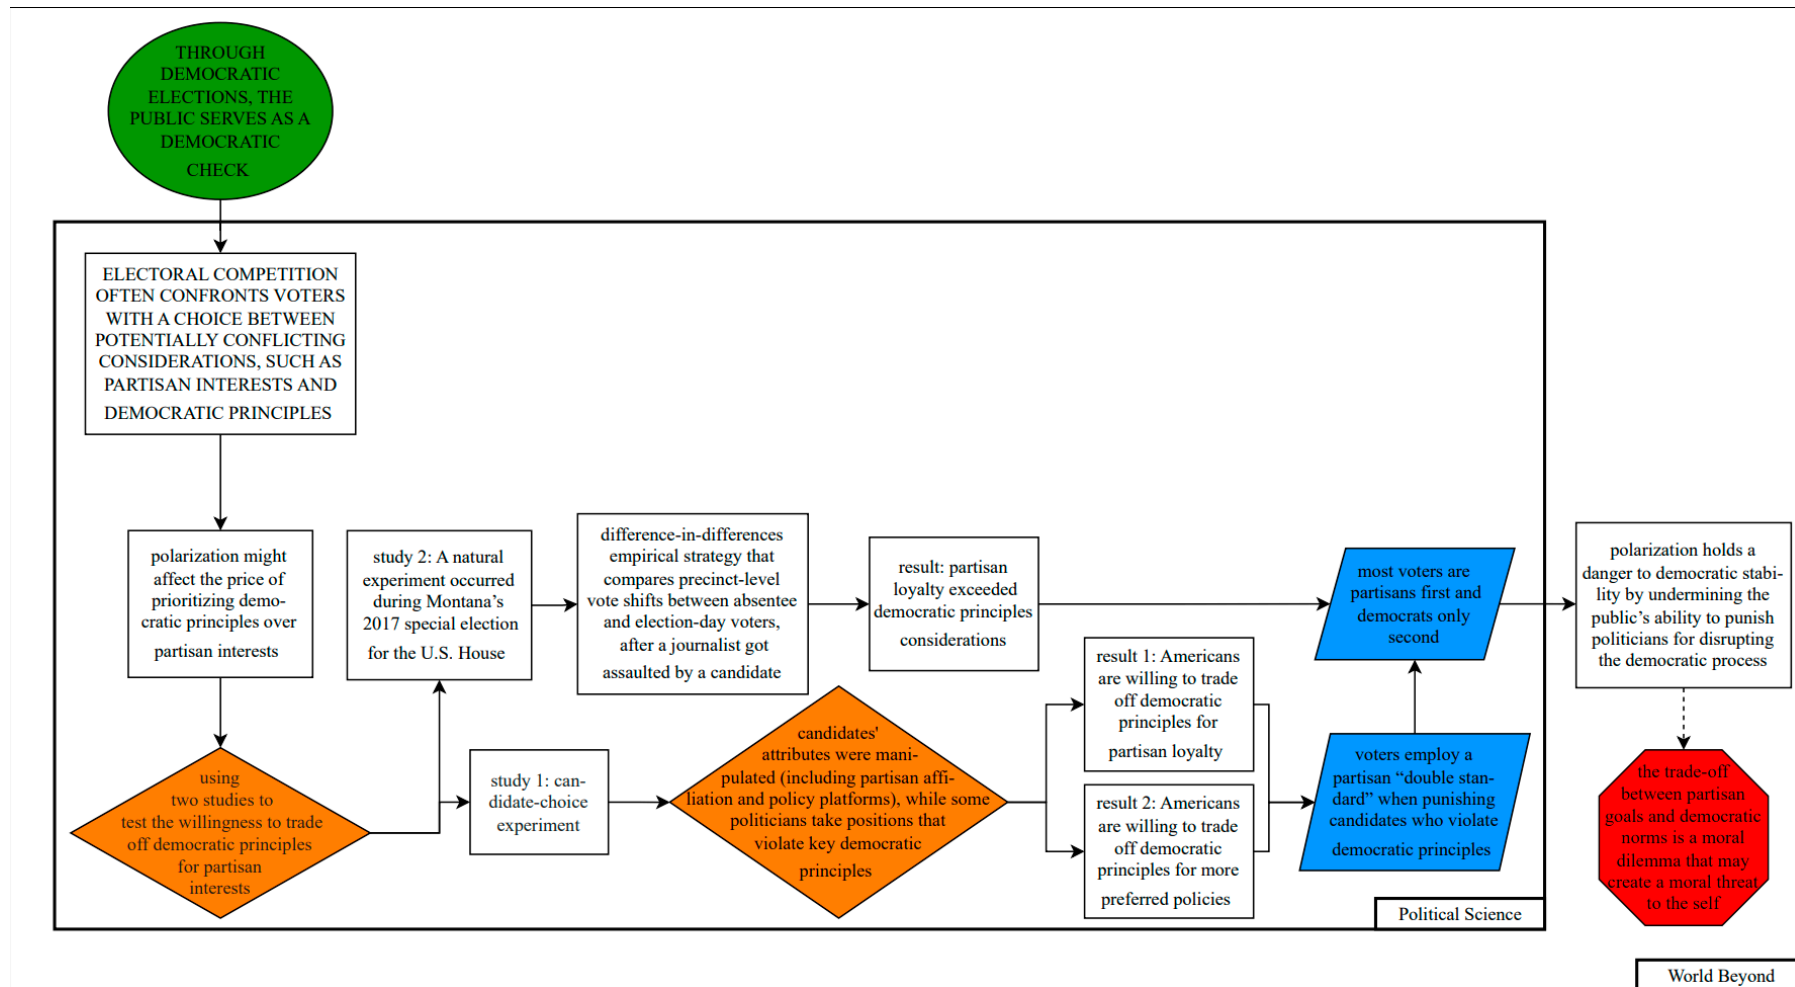 THROUGH
DEMOCRATIC
ELECTIONS, THE
PUBLIC SERVES AS A
DEMOCRATIC
CHECK
ELECTORAL COMPETITION
OFTEN CONFRONTS VOTERS
WITH A CHOICE BETWEEN
POTENTIALLY CONFLICTING
CONSIDERATIONS, SUCH AS
PARTISAN INTERESTS AND
DEMOCRATIC PRINCIPLES
polarization might
affect the price of
prioritizing demo-
cratic principles over
partisan interests
using
two studies to
test the willingness to trade
off democratic principles
for partisan
interests
study 2: A natural
experiment occurred
during Montana’s
2017 special election
for the U.S. House
difference-in-differences
empirical strategy that
compares precinct-level
vote shifts between absentee
and election-day voters,
after a journalist got
assaulted by a candidate
result: partisan
loyalty exceeded
democratic principles
considerations
study 1: can-
didate-choice
experiment
candidates'
attributes were mani-
pulated (including partisan affi-
liation and policy platforms), while some
politicians take positions that
violate key democratic
principles
result 1: Americans
are willing to trade
off democratic
principles for
partisan loyalty
result 2: Americans
are willing to trade
off democratic
principles for more
preferred policies
voters employ a
partisan “double stan-
dard” when punishing
candidates who violate
democratic principles
most voters are
partisans first and
democrats only
second
Political Science
polarization holds a
danger to democratic stabi-
lity by undermining the
public’s ability to punish
politicians for disrupting
the democratic process
the trade-off
between partisan
goals and democratic
norms is a moral
dilemma that may
create a moral threat
to the self
World Beyond